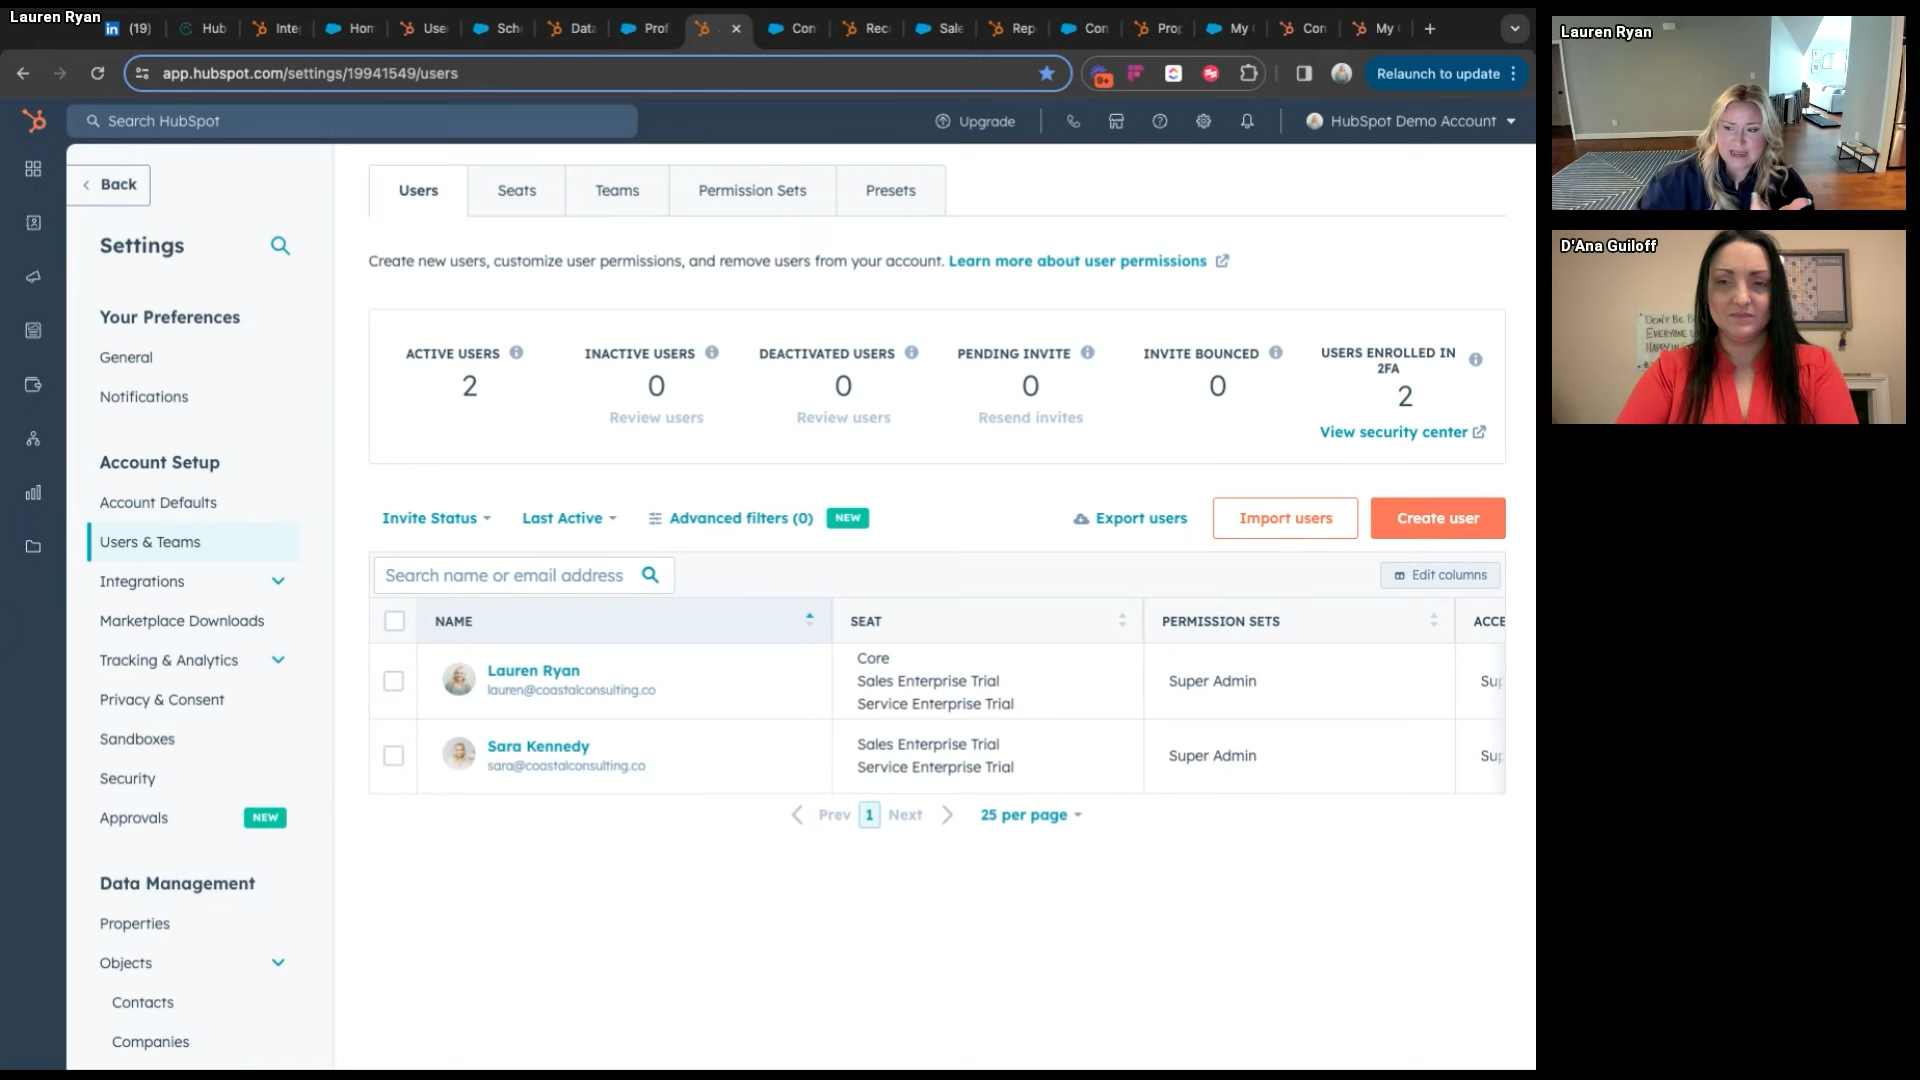 Lauren Ryan
(19)
Hub
Inte
Hom
Use
Sch
Data
Prof
Con
Rec
Sale
Rep
Con
Prop
My
Con
My
app.hubspot.com/settings/19941549/users
9+
Relaunch to update
Search HubSpot
Upgrade
HubSpot Demo Account
Back
Settings
Your Preferences
General
Notifications
Account Setup
Account Defaults
Users & Teams
Integrations
Marketplace Downloads
Tracking & Analytics
Privacy & Consent
Sandboxes
Security
Approvals
NEW
Data Management
Properties
Objects
Contacts
Companies
Users
Seats
Teams
Permission Sets
Presets
Create new users, customize user permissions, and remove users from your account. Learn more about user permissions
ACTIVE USERS
2
INACTIVE USERS
0
Review users
DEACTIVATED USERS
0
Review users
PENDING INVITE
0
Resend invites
INVITE BOUNCED
0
USERS ENROLLED IN
2FA
2
View security center
Invite Status
Last Active
Advanced filters (0)
NEW
Export users
Import users
Create user
Search name or email address
Edit columns
NAME
SEAT
PERMISSION SETS
ACCE
Lauren Ryan
lauren@coastalconsulting.co
Core
Sales Enterprise Trial
Service Enterprise Trial
Super Admin
Sup
Sara Kennedy
sara@coastalconsulting.co
Sales Enterprise Trial
Service Enterprise Trial
Super Admin
Sup
Prev
1
Next
25 per page
Lauren Ryan
D'Ana Guiloff
DON'T BE
EVERYONE
HAPPY IN